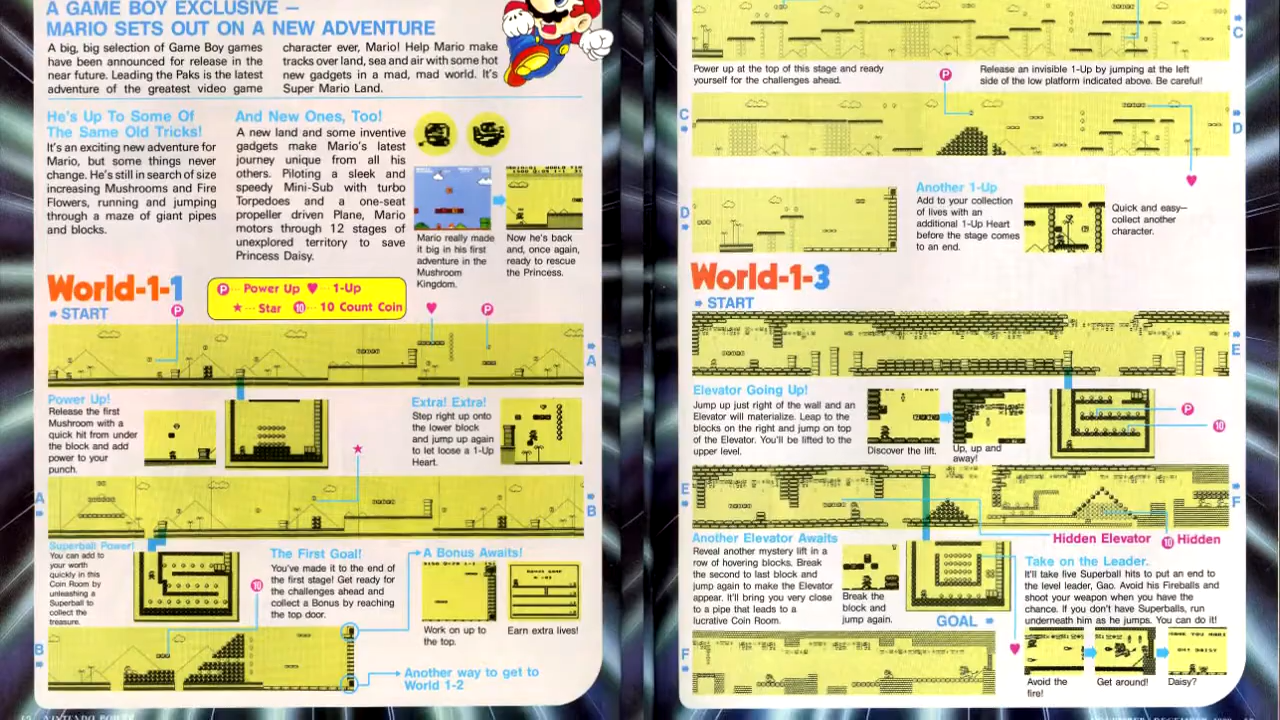 A GAME BOY EXCLUSIVE —
MARIO SETS OUT ON A NEW ADVENTURE
A big, big selection of Game Boy games
have been announced for release in the
near future. Leading the Paks is the latest
adventure of the greatest video game
character ever, Mario! Help Mario make
tracks over land, sea and air with some hot
new gadgets in a mad, mad world. It's
Super Mario Land.
He's Up To Some Of
The Same Old Tricks!
It's an exciting new adventure for
Mario, but some things never
change. He's still in search of size
increasing Mushrooms and Fire
Flowers, running and jumping
through a maze of giant pipes
and blocks.
And New Ones, Too!
A new land and some inventive
gadgets make Mario's latest
journey unique from all his
others. Piloting a sleek and
speedy Mini-Sub with turbo
Torpedoes and a one-seat
propeller driven Plane, Mario
motors through 12 stages of
unexplored territory to save
Princess Daisy.
Mario really made
it big in his first
adventure in the
Mushroom
Kingdom.
Now he's back
and, once again,
ready to rescue
the Princess.
World-1-1
START
P ·· Power Up ♥ ·· 1-Up
★ ·· Star 10 ·· 10 Count Coin
P
P
A
Power Up!
Release the first
Mushroom with a
quick hit from under
the block and add
power to your
punch.
Extra! Extra!
Step right up onto
the lower block
and jump up again
to let loose a 1-Up
Heart.
A
B
Superball Power!
You can add to
your worth
quickly in this
Coin Room by
unleashing a
Superball to
collect the
treasure.
10
The First Goal!
You've made it to the end of
the first stage! Get ready for
the challenges ahead and
collect a Bonus by reaching
the top door.
A Bonus Awaits!
Work on up to
the top.
Earn extra lives!
B
Another way to get to
World 1-2
NINTENDO POWER
C
Power up at the top of this stage and ready
yourself for the challenges ahead.
P
Release an invisible 1-Up by jumping at the left
side of the low platform indicated above. Be careful!
C
D
D
Another 1-Up
Add to your collection
of lives with an
additional 1-Up Heart
before the stage comes
to an end.
Quick and easy—
collect another
character.
World-1-3
START
E
Elevator Going Up!
Jump up just right of the wall and an
Elevator will materialize. Leap to the
blocks on the right and jump on top
of the Elevator. You'll be lifted to the
upper level.
Discover the lift.
Up, up and
away!
P
10
E
F
Hidden Elevator
10 Hidden
Another Elevator Awaits
Reveal another mystery lift in a
row of hovering blocks. Break
the second to last block and
jump again to make the Elevator
appear. It'll bring you very close
to a pipe that leads to a
lucrative Coin Room.
Break the
block and
jump again.
GOAL
Take on the Leader.
It'll take five Superball hits to put an end to
the level leader, Gao. Avoid his Fireballs and
shoot your weapon when you have the
chance. If you don't have Superballs, run
underneath him as he jumps. You can do it!
F
Avoid the
fire!
Get around!
Daisy?